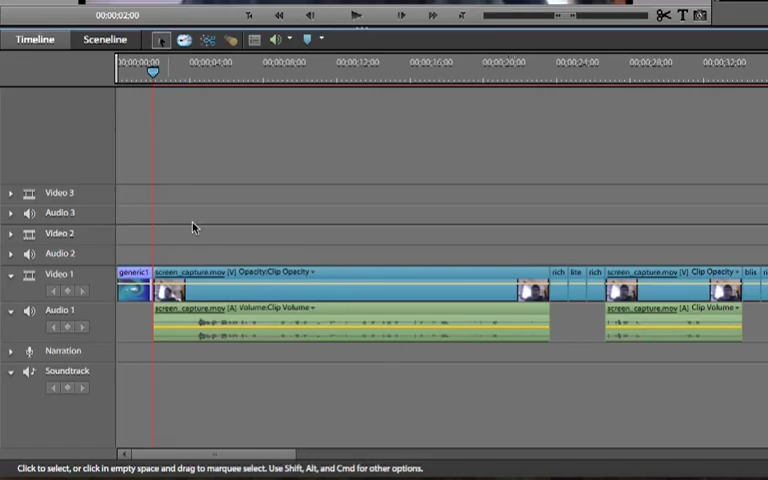 00;00;02;00
T
Timeline Sceneline
00;00;00;00 00;00;04;00 00;00;08;00 00;00;12;00 00;00;16;00 00;00;20;00 00;00;24;00 00;00;28;00 00;00;32;00
Video 3
Audio 3
Video 2
Audio 2
Video 1 generic1 screen_capture.mov [V] Opacity:Clip Opacity rich lite rich screen_capture.mov [V] Clip Opacity blis
Audio 1 screen_capture.mov [A] Volume:Clip Volume screen_capture.mov [A] Clip Volume
Narration
Soundtrack
Click to select, or click in empty space and drag to marquee select. Use Shift, Alt, and Cmd for other options.